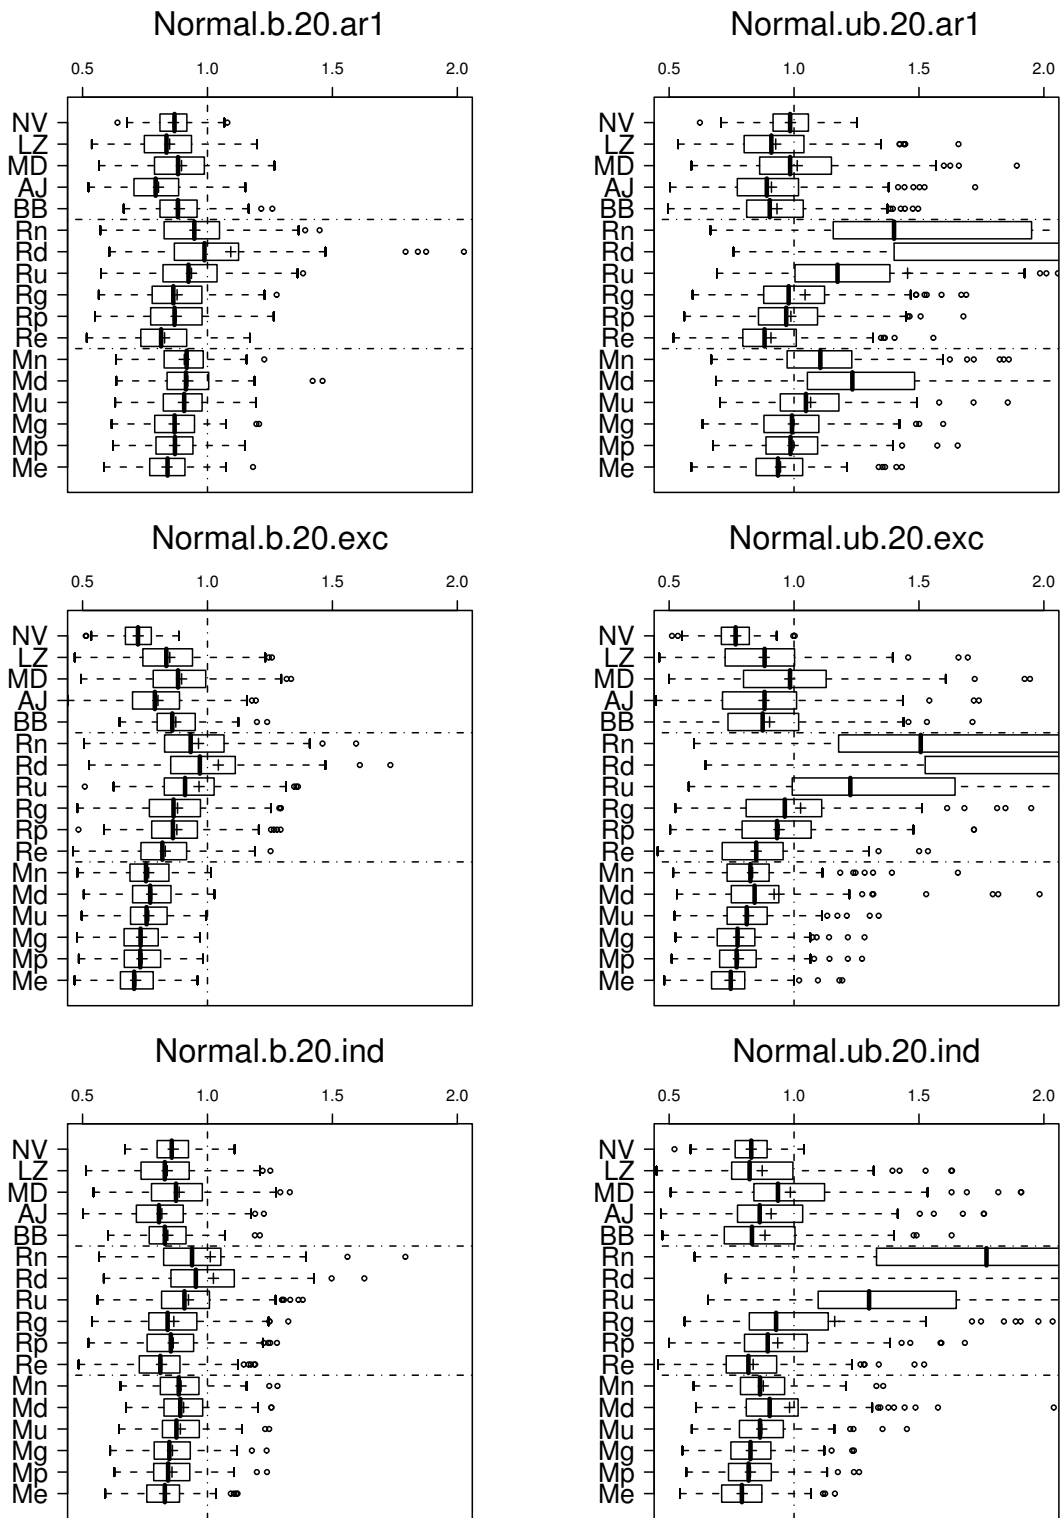 Normal.b.20.ar1
0.5 1.0 1.5 2.0
NV
LZ
MD
AJ
BB
Rn
Rd
Ru
Rg
Rp
Re
Mn
Md
Mu
Mg
Mp
Me
Normal.ub.20.ar1
0.5 1.0 1.5 2.0
NV
LZ
MD
AJ
BB
Rn
Rd
Ru
Rg
Rp
Re
Mn
Md
Mu
Mg
Mp
Me
Normal.b.20.exc
0.5 1.0 1.5 2.0
NV
LZ
MD
AJ
BB
Rn
Rd
Ru
Rg
Rp
Re
Mn
Md
Mu
Mg
Mp
Me
Normal.ub.20.exc
0.5 1.0 1.5 2.0
NV
LZ
MD
AJ
BB
Rn
Rd
Ru
Rg
Rp
Re
Mn
Md
Mu
Mg
Mp
Me
Normal.b.20.ind
0.5 1.0 1.5 2.0
NV
LZ
MD
AJ
BB
Rn
Rd
Ru
Rg
Rp
Re
Mn
Md
Mu
Mg
Mp
Me
Normal.ub.20.ind
0.5 1.0 1.5 2.0
NV
LZ
MD
AJ
BB
Rn
Rd
Ru
Rg
Rp
Re
Mn
Md
Mu
Mg
Mp
Me